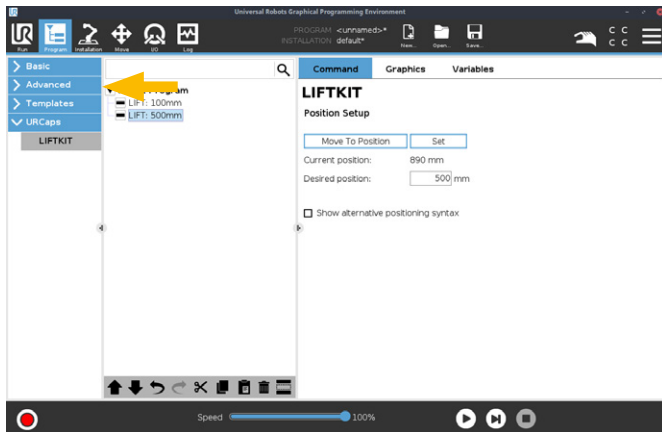 Universal Robots Graphical Programming Environment
UR
PROGRAM <unnamed>*
INSTALLATION default*
Run
Program
Installation
Move
I/O
Log
New...
Open...
Save...
C C
C C
Basic
Advanced
Templates
URCaps
LIFTKIT
LIFT: 100mm
LIFT: 500mm
Command
Graphics
Variables
LIFTKIT
Position Setup
Move To Position
Set
Current position: 890 mm
Desired position: 500 mm
Show alternative positioning syntax
Speed 100%